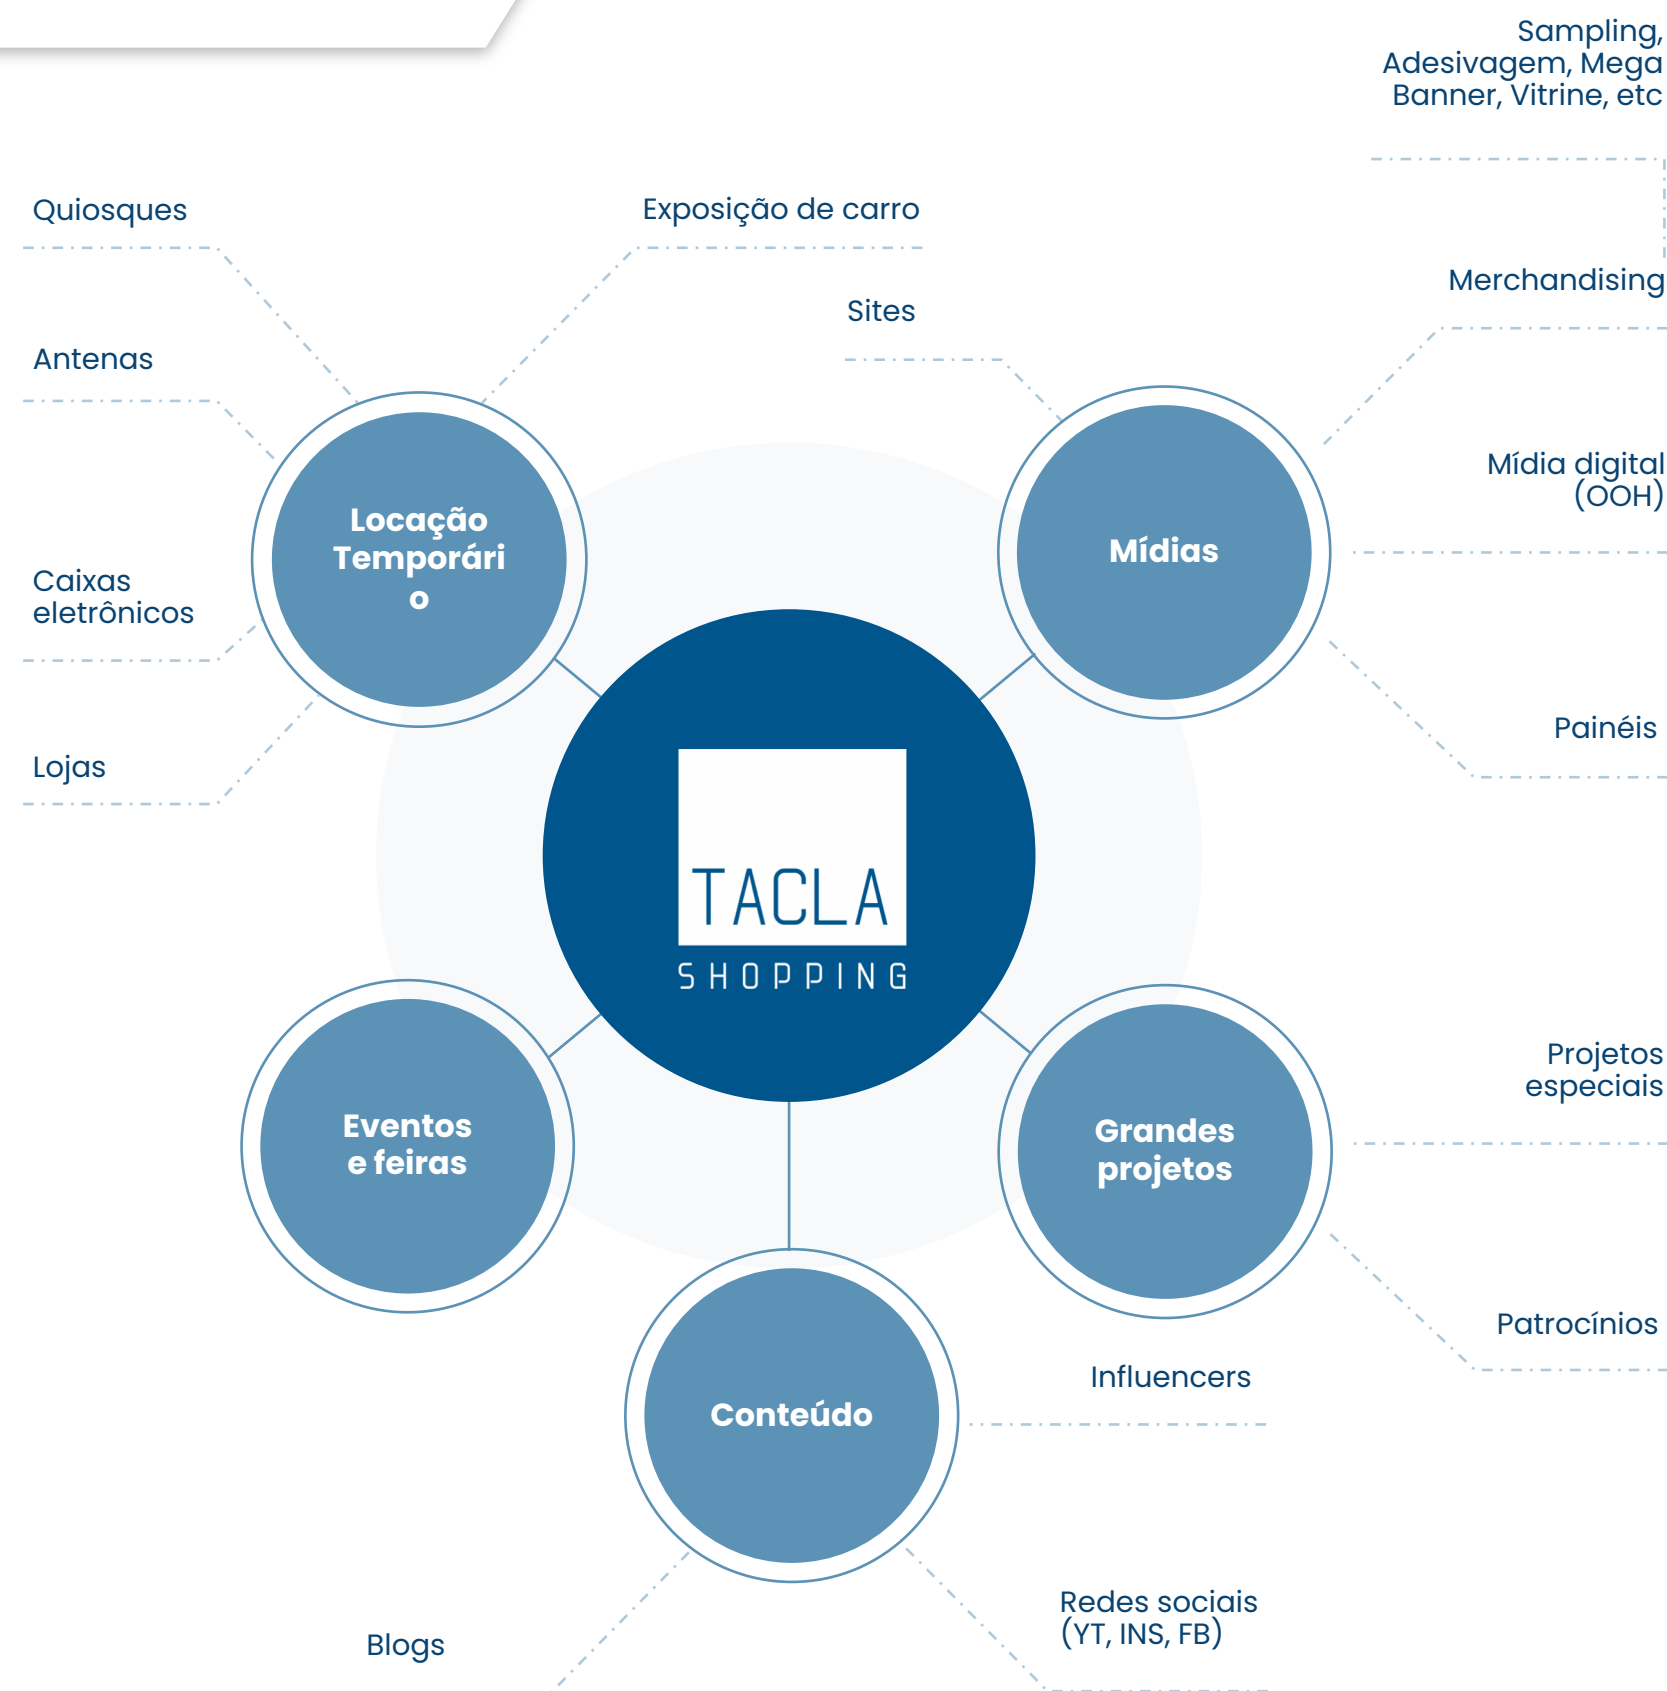 Sampling,
Adesivagem, Mega
Banner, Vitrine, etc
Quiosques
Exposição de carro
Merchandising
Sites
Antenas
Mídia digital
(OOH)
Locação
Temporári
o
Mídias
Caixas
eletrônicos
Painéis
Lojas
TACLA
SHOPPING
Projetos
especiais
Eventos
e feiras
Grandes
projetos
Patrocínios
Influencers
Conteúdo
Redes sociais
(YT, INS, FB)
Blogs